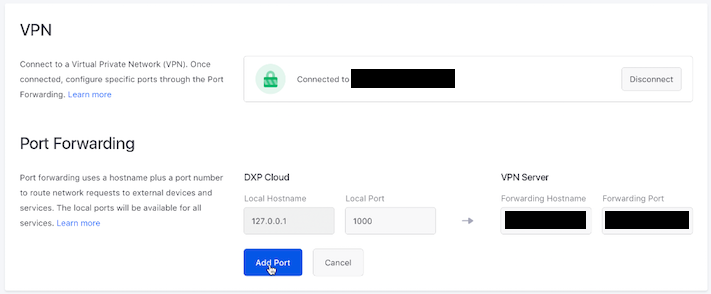 VPN
Connect to a Virtual Private Network (VPN). Once
connected, configure specific ports through the Port
Forwarding. Learn more
Connected to
Disconnect
Port Forwarding
Port forwarding uses a hostname plus a port number
to route network requests to external devices and
services. The local ports will be available for all
services. Learn more
DXP Cloud
VPN Server
Local Hostname
Local Port
Forwarding Hostname
Forwarding Port
127.0.0.1
1000
Add Port
Cancel